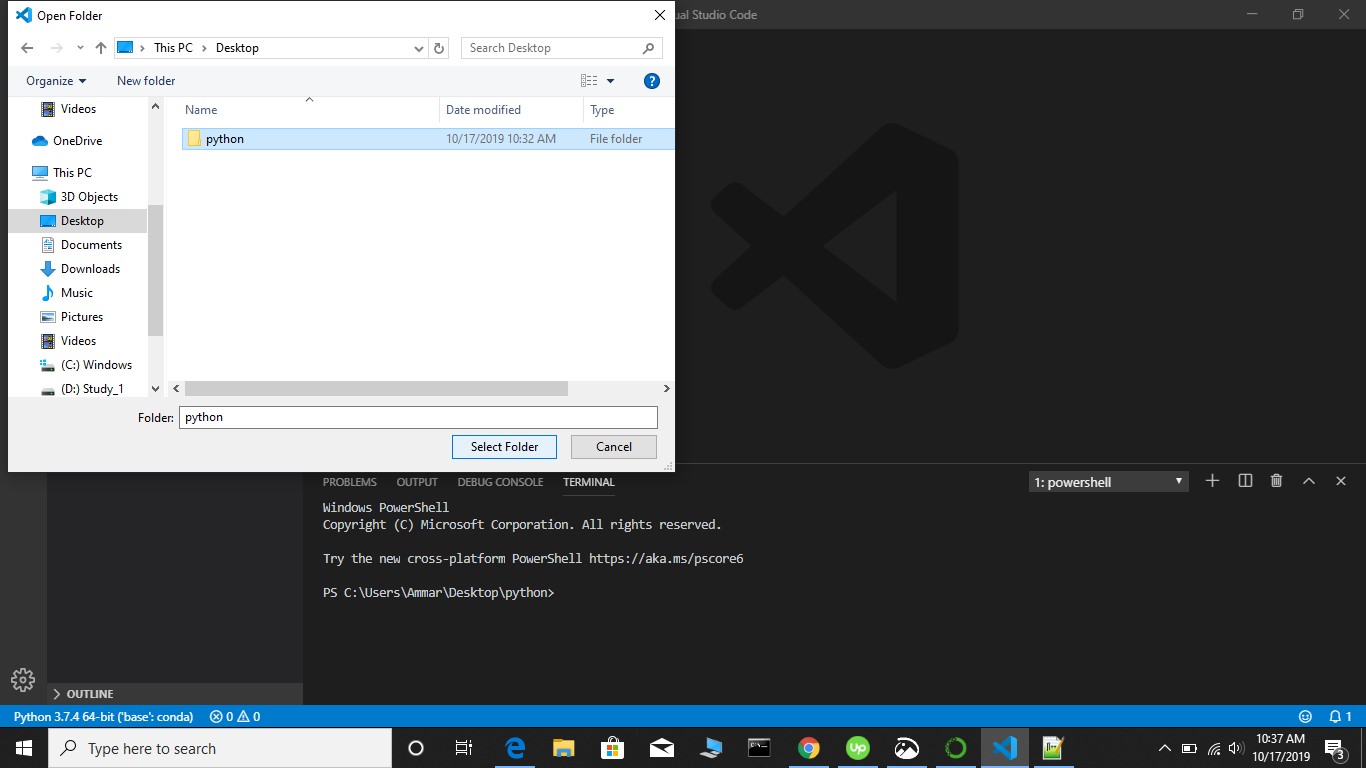 Open Folder
ual Studio Code
This PC > Desktop
Search Desktop
Organize
New folder
Name
Date modified
Type
python
10/17/2019 10:32 AM
File folder
Videos
OneDrive
This PC
3D Objects
Desktop
Documents
Downloads
Music
Pictures
Videos
(C:) Windows
(D:) Study_1
Folder:
python
Select Folder
Cancel
PROBLEMS
OUTPUT
DEBUG CONSOLE
TERMINAL
1: powershell
Windows PowerShell
Copyright (C) Microsoft Corporation. All rights reserved.
Try the new cross-platform PowerShell https://aka.ms/pscore6
PS C:\Users\Ammar\Desktop\python>
OUTLINE
Python 3.7.4 64-bit ('base': conda)
0
0
1
Type here to search
up
10:37 AM
10/17/2019
3